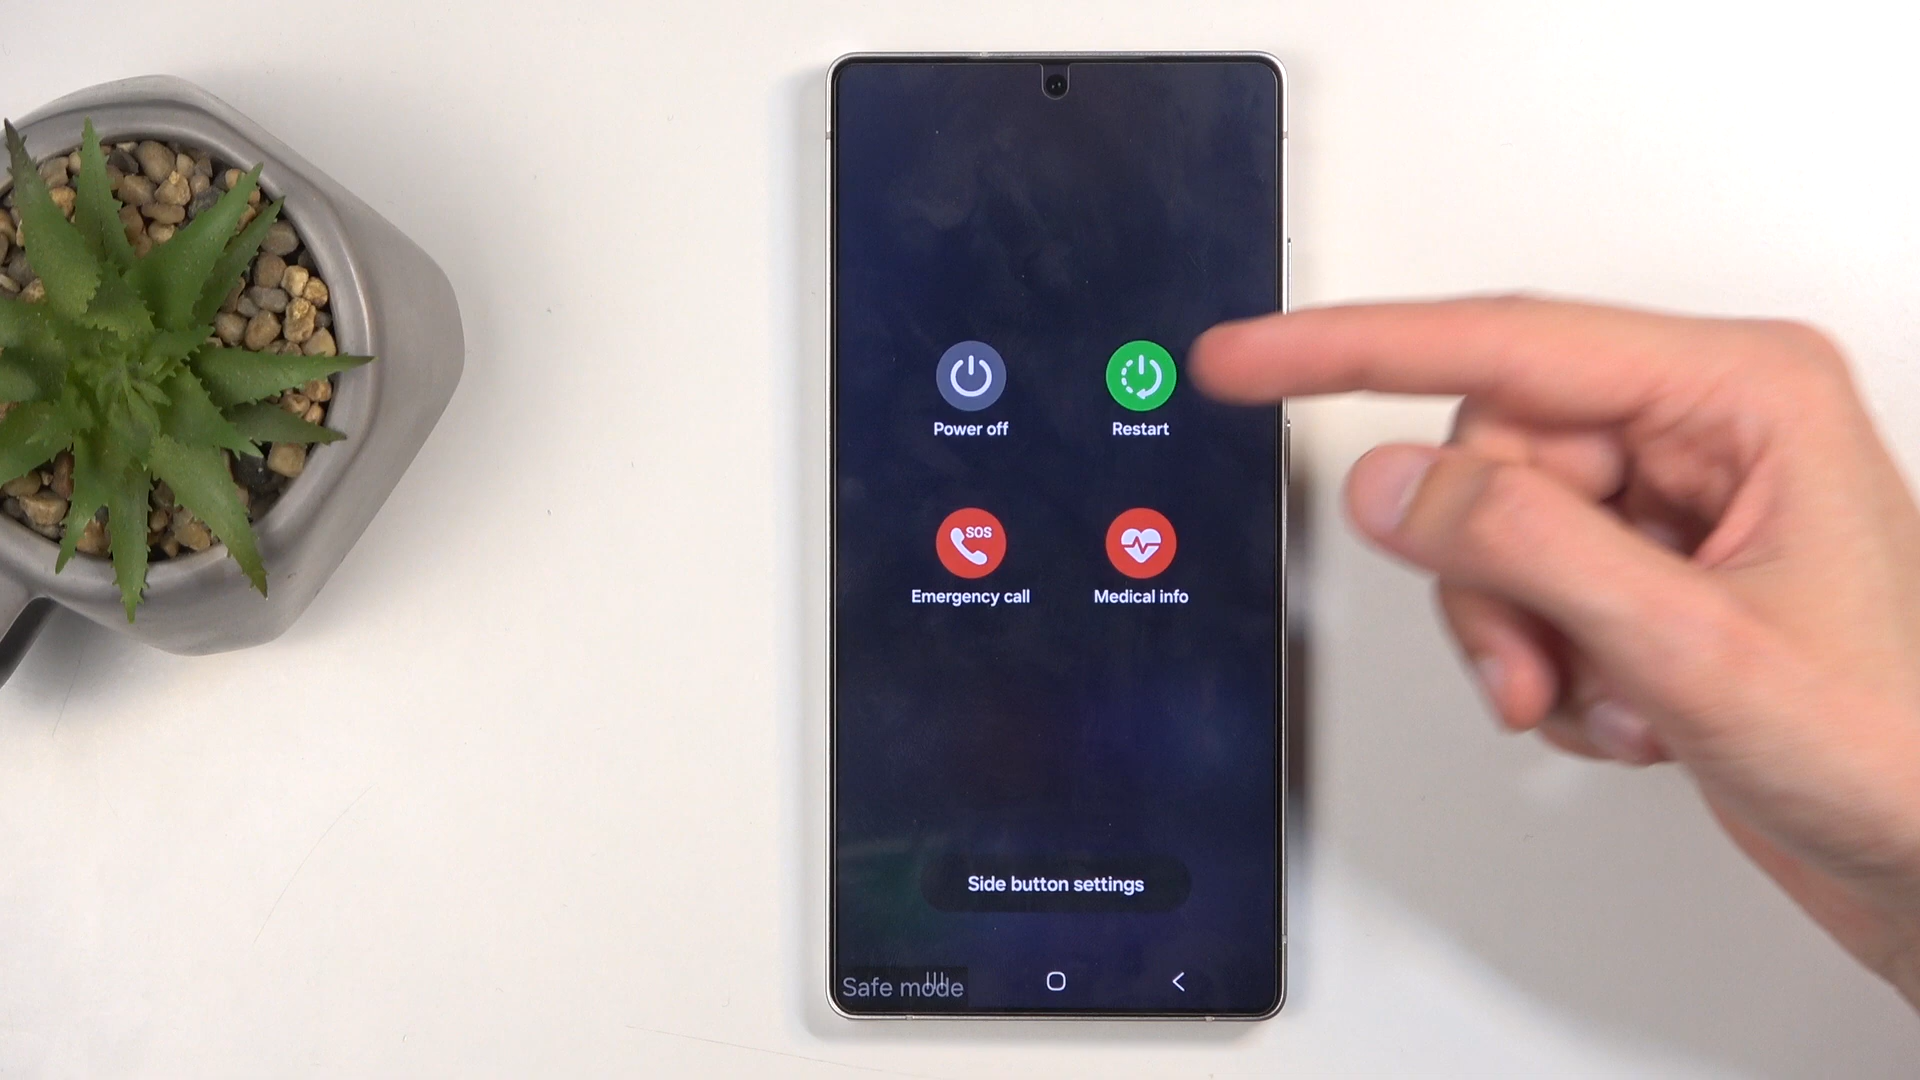 Power off
Restart
SOS
Emergency call
Medical info
Side button settings
Safe mode